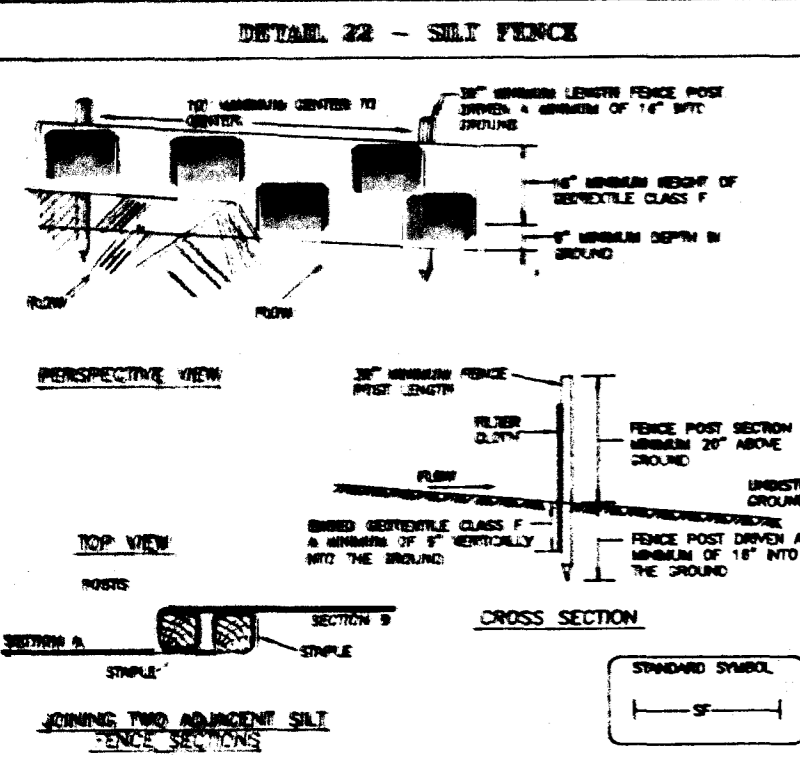 DETAIL 22 - SILT FENCE
MINIMUM CENTER TO
CENTER
MINIMUM LENGTH FENCE POST
DRIVEN A MINIMUM OF 16" INTO
GROUND
MINIMUM HEIGHT OF
GEOTEXTILE CLASS F
8" MINIMUM DEPTH IN
GROUND
FLOW
FLOW
PERSPECTIVE VIEW
36" MINIMUM FENCE
POST LENGTH
FILTER
CLOTH
FENCE POST SECTION
MINIMUM 20" ABOVE
GROUND
FLOW
UNDIST
GROUN
EMBED GEOTEXTILE CLASS F
A MINIMUM OF 8" VERTICALLY
INTO THE GROUND
FENCE POST DRIVEN A
MINIMUM OF 16" INTO
THE GROUND
TOP VIEW
POSTS
CROSS SECTION
SECTION B
SECTION A
STAPLE
STAPLE
STANDARD SYMBOL
SF
JOINING TWO ADJACENT SILT
FENCE SECTIONS